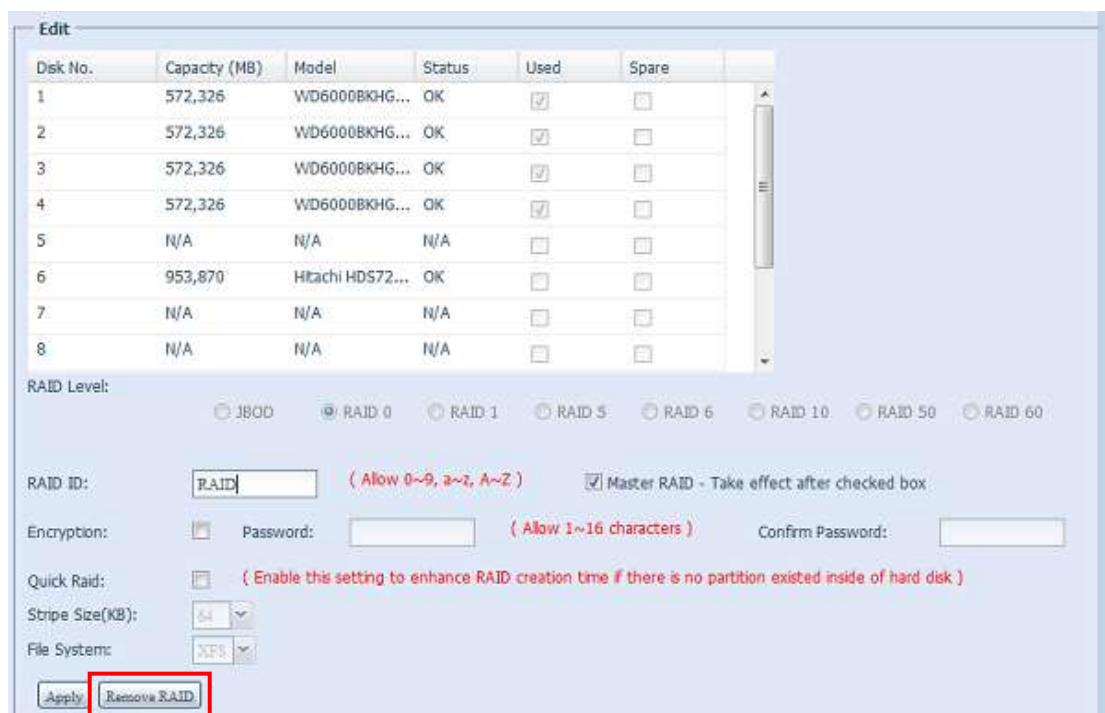 Edit
Disk No. Capacity (MB) Model Status Used Spare
1 572,326 WD6000BKHG... OK
2 572,326 WD6000BKHG... OK
3 572,326 WD6000BKHG... OK
4 572,326 WD6000BKHG... OK
5 N/A N/A N/A
6 953,870 Hitachi HDS72... OK
7 N/A N/A N/A
8 N/A N/A N/A
RAID Level:
JBOD RAID 0 RAID 1 RAID 5 RAID 6 RAID 10 RAID 50 RAID 60
RAID ID: RAID ( Allow 0~9, a~z, A~Z ) Master RAID - Take effect after checked box
Encryption: Password: ( Allow 1~16 characters ) Confirm Password:
Quick Raid: ( Enable this setting to enhance RAID creation time if there is no partition existed inside of hard disk )
Stripe Size(KB): 64
File System: XFS
Apply Remove RAID